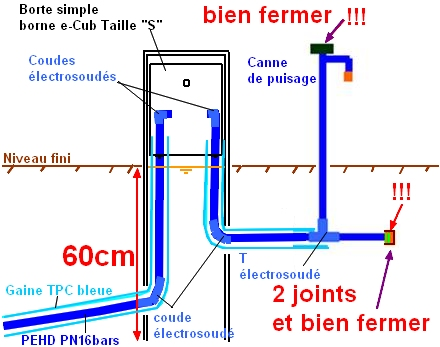 Borte simple
borne e-Cub Taille "S"
bien fermer !!!
Coudes
électrosoudés
Canne
de puisage
Niveau fini
!!!
60cm
T
électrosoudé
Gaine TPC bleue
coude
électrosoudé
2 joints
et bien fermer
PEHD PN16bars